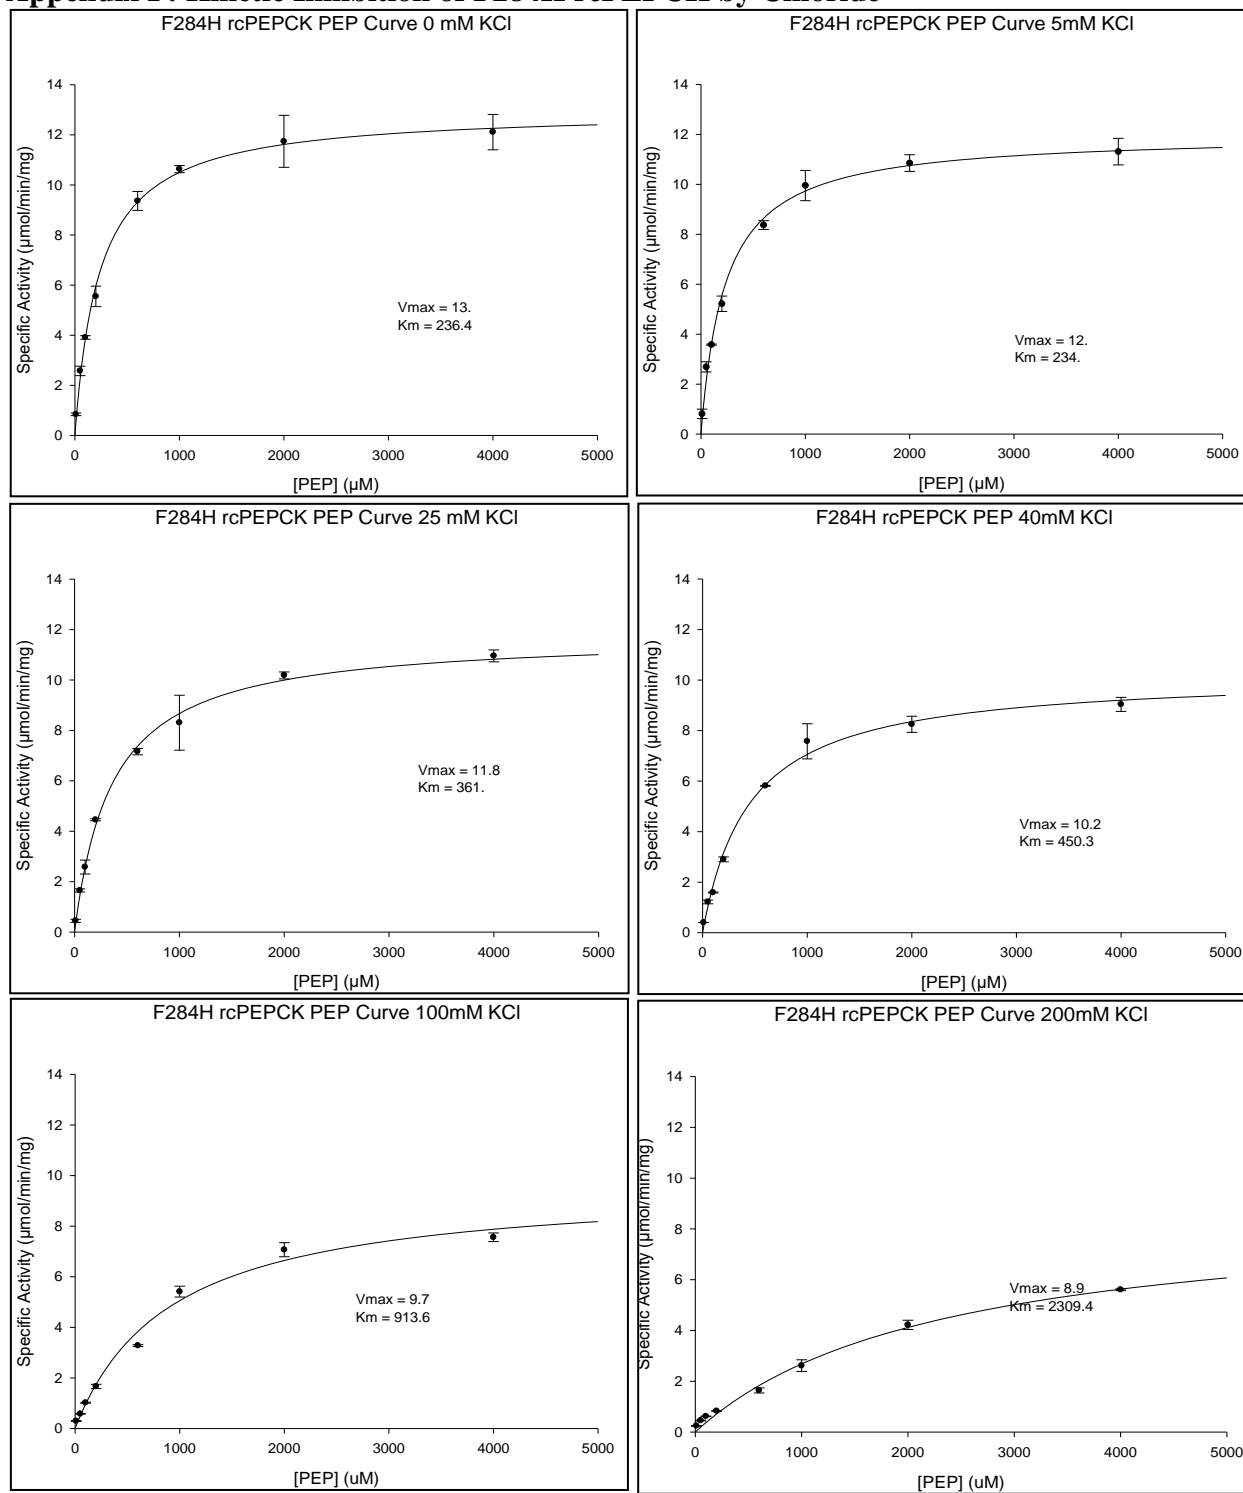 F284H rcPEPCK PEP Curve 0 mM KCl
14
12
10
8
6
4
2
0
Specific Activity (µmol/min/mg)
Vmax = 13.
Km = 236.4
0 1000 2000 3000 4000 5000
[PEP] (µM)
F284H rcPEPCK PEP Curve 5mM KCl
14
12
10
8
6
4
2
0
Specific Activity (µmol/min/mg)
Vmax = 12.
Km = 234.
0 1000 2000 3000 4000 5000
[PEP] (µM)
F284H rcPEPCK PEP Curve 25 mM KCl
14
12
10
8
6
4
2
0
Specific Activity (µmol/min/mg)
Vmax = 11.8
Km = 361.
0 1000 2000 3000 4000 5000
[PEP] (µM)
F284H rcPEPCK PEP 40mM KCl
14
12
10
8
6
4
2
0
Specific Activity (µmol/min/mg)
Vmax = 10.2
Km = 450.3
0 1000 2000 3000 4000 5000
[PEP] (µM)
F284H rcPEPCK PEP Curve 100mM KCl
14
12
10
8
6
4
2
0
Specific Activity (µmol/min/mg)
Vmax = 9.7
Km = 913.6
0 1000 2000 3000 4000 5000
[PEP] (uM)
F284H rcPEPCK PEP Curve 200mM KCl
14
12
10
8
6
4
2
0
Specific Activity (µmol/min/mg)
Vmax = 8.9
Km = 2309.4
0 1000 2000 3000 4000 5000
[PEP] (uM)